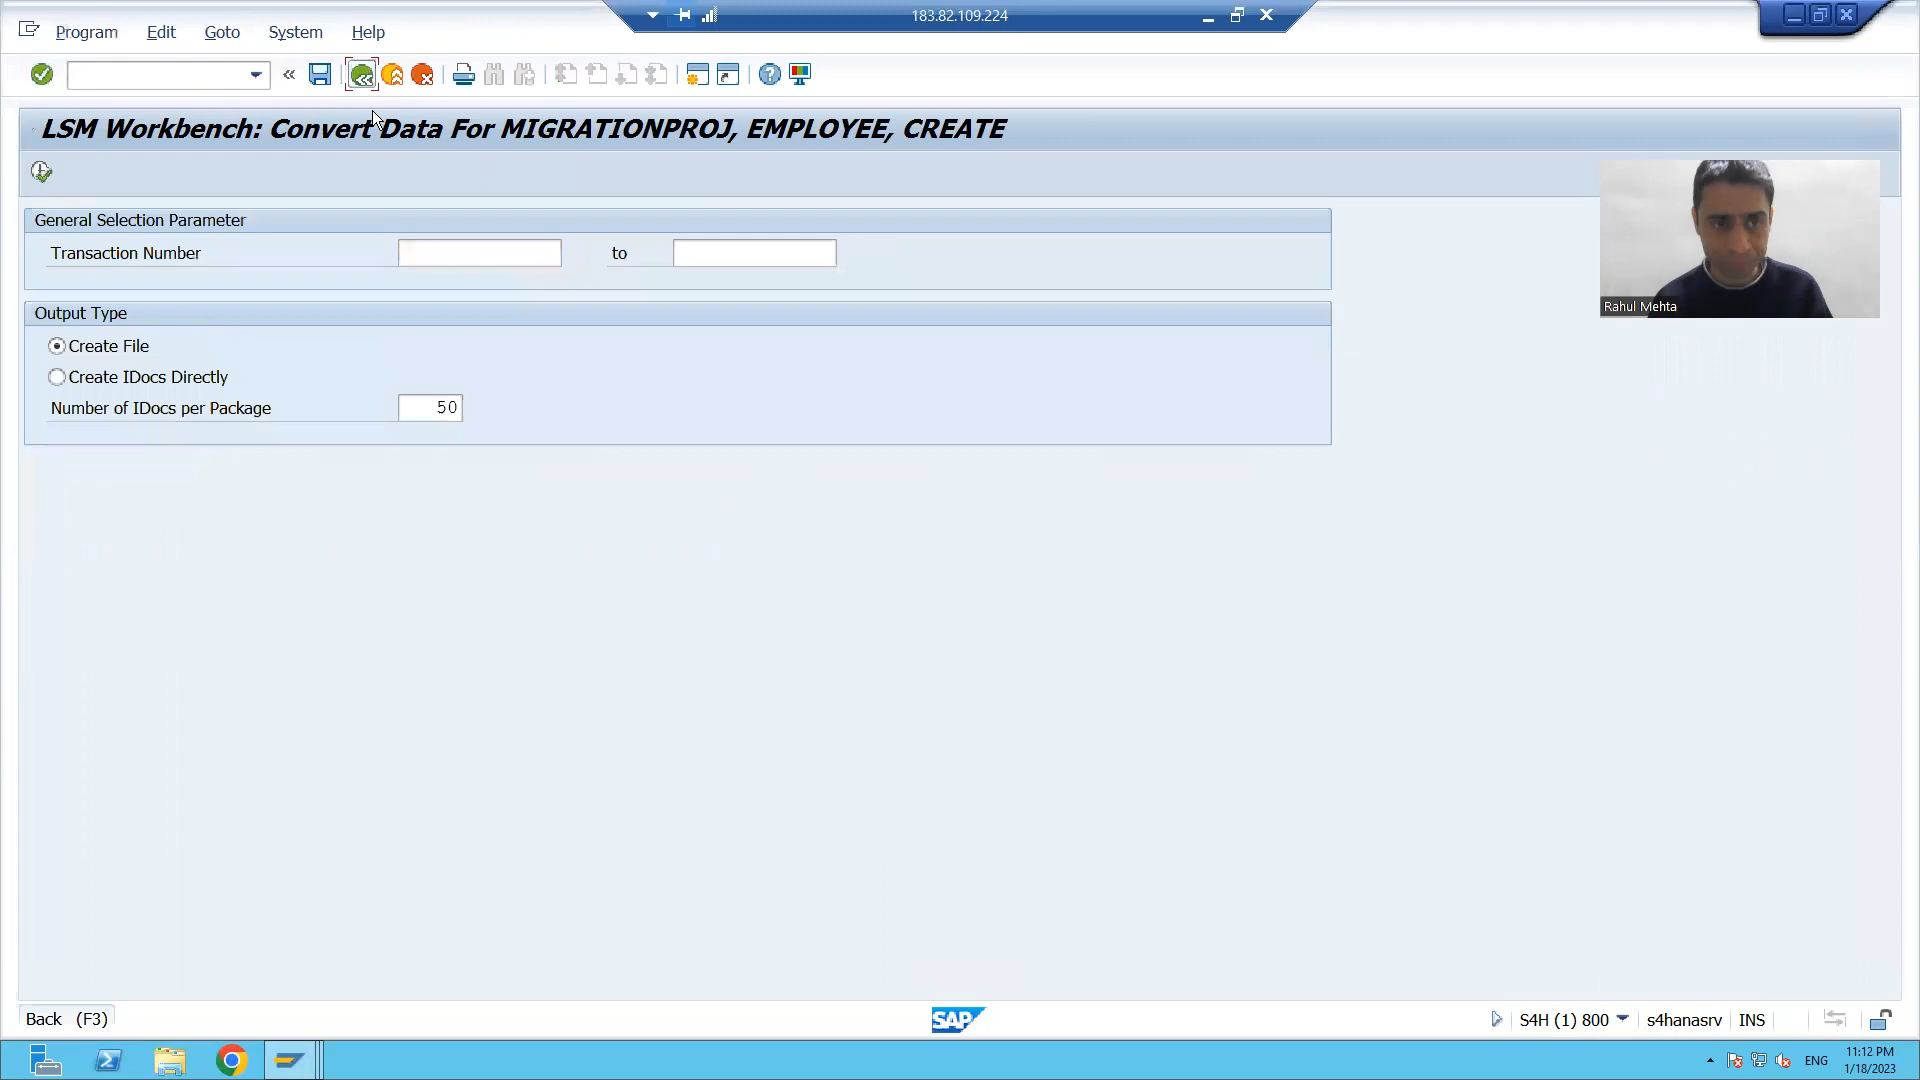 183.82.109.224
Program Edit Goto System Help
LSM Workbench: Convert Data For MIGRATIONPROJ, EMPLOYEE, CREATE
General Selection Parameter
Transaction Number to
Output Type
Create File
Create IDocs Directly
Number of IDocs per Package 50
Rahul Mehta
Back (F3)
SAP
S4H (1) 800 s4hanasrv INS
ENG
11:12 PM
1/18/2023